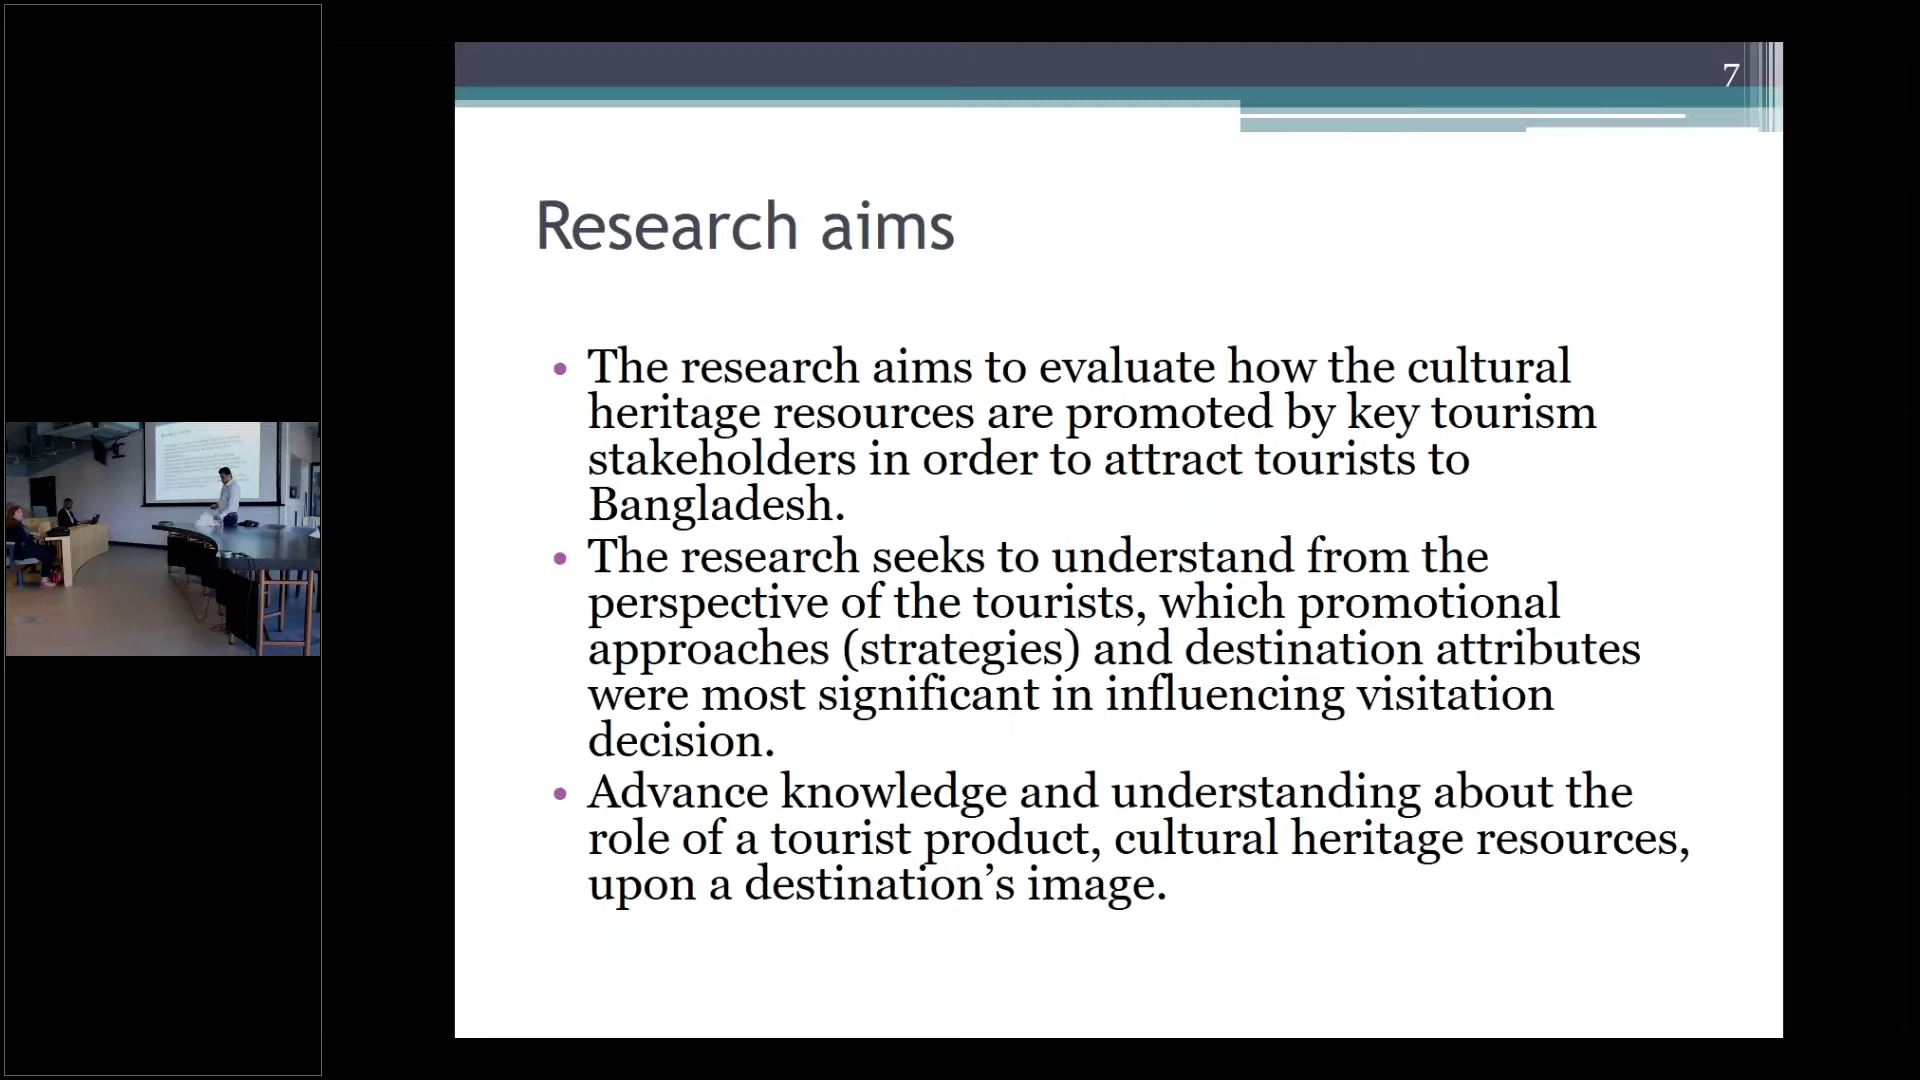 7
Research aims
• The research aims to evaluate how the cultural
heritage resources are promoted by key tourism
stakeholders in order to attract tourists to
Bangladesh.
• The research seeks to understand from the
perspective of the tourists, which promotional
approaches (strategies) and destination attributes
were most significant in influencing visitation
decision.
• Advance knowledge and understanding about the
role of a tourist product, cultural heritage resources,
upon a destination’s image.